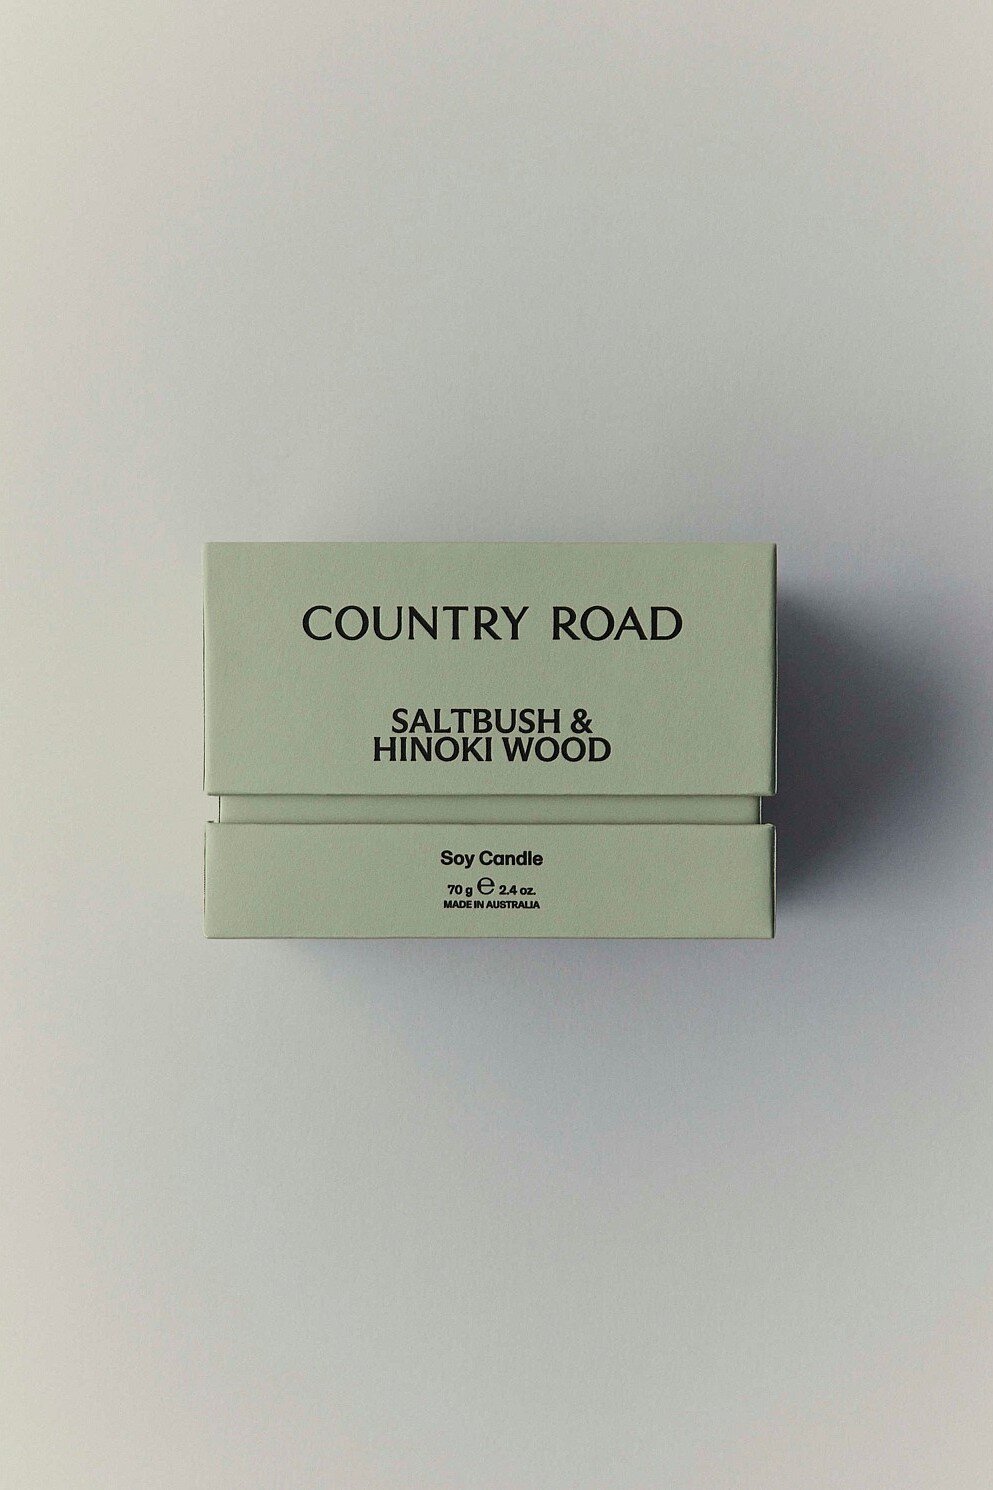 COUNTRY ROAD
SALTBUSH &
HINOKI WOOD
Soy Candle
70 g ℮ 2.4 oz.
MADE IN AUSTRALIA